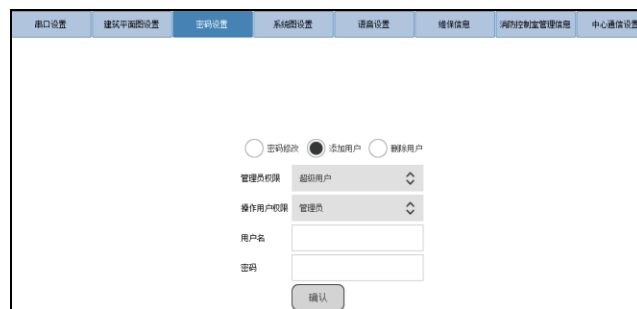 串口设置 建筑平面图设置 密码设置 系统图设置 语音设置 维保信息 消防控制室管理信息 中心通信设置
密码修改 添加用户 删除用户
管理员权限 超级用户
操作用户权限 管理员
用户名
密码
确认